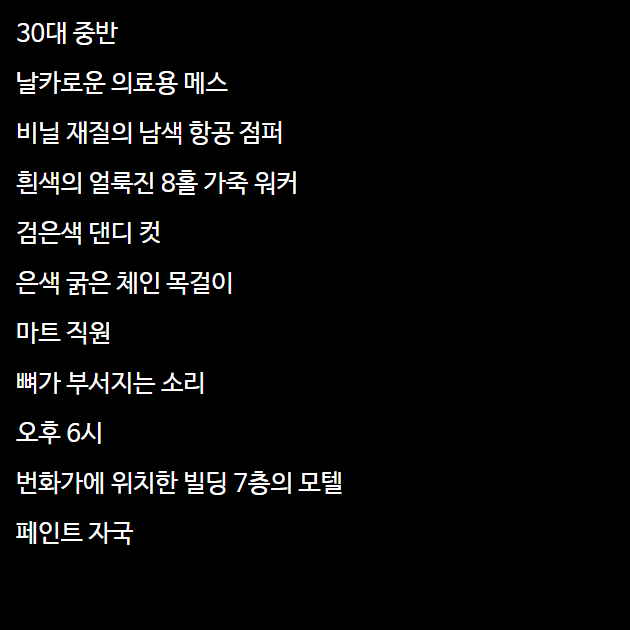 30대 중반
날카로운 의료용 메스
비닐 재질의 남색 항공 점퍼
흰색의 얼룩진 8홀 가죽 워커
검은색 댄디 컷
은색 굵은 체인 목걸이
마트 직원
뼈가 부서지는 소리
오후 6시
번화가에 위치한 빌딩 7층의 모텔
페인트 자국